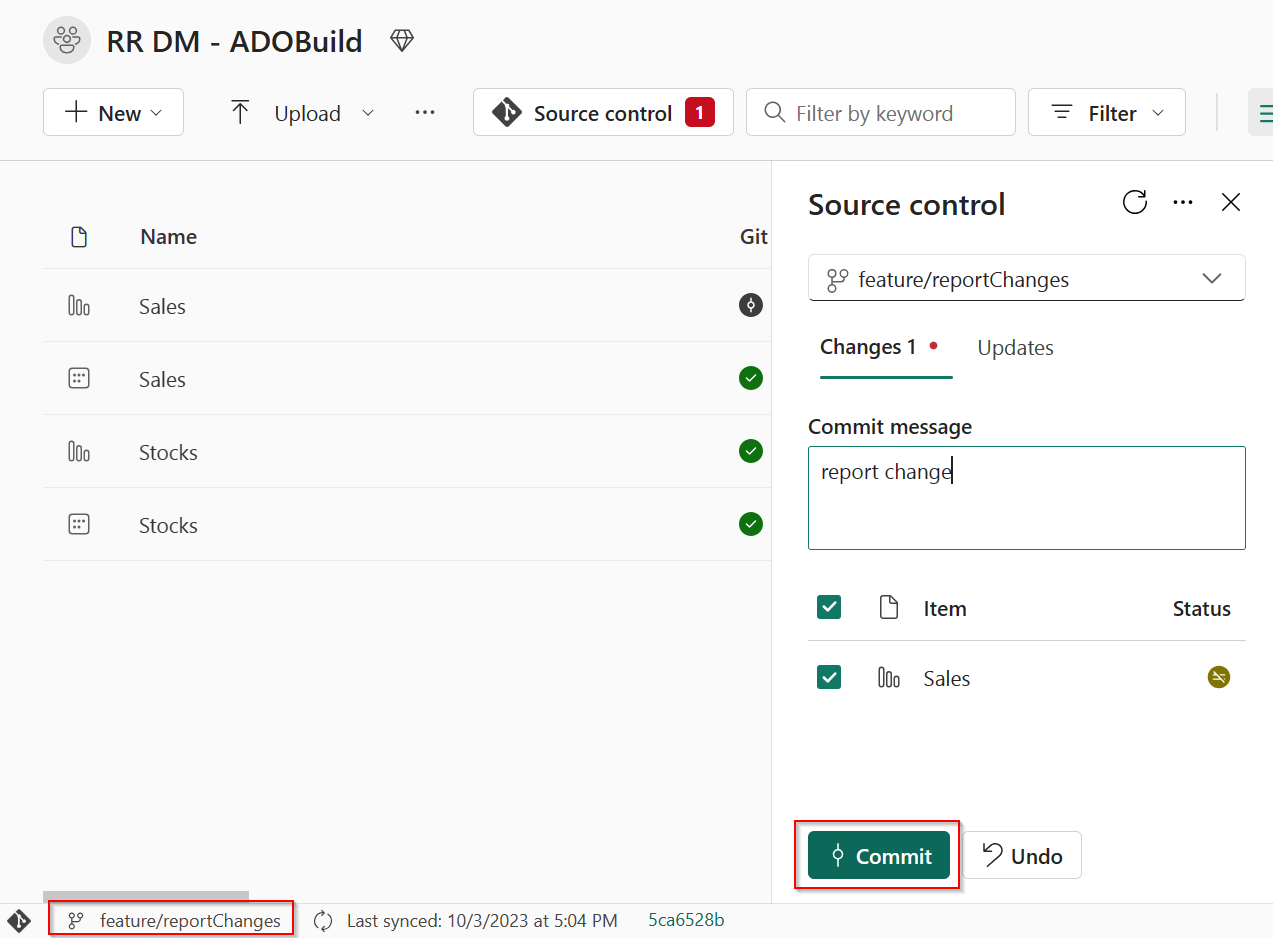 RR DM - ADOBuild
New
Upload
Source control 1
Filter by keyword
Filter
Name
Git
Sales
Sales
Stocks
Stocks
Source control
feature/reportChanges
Changes 1
Updates
Commit message
report change
Item
Status
Sales
Commit
Undo
feature/reportChanges
Last synced: 10/3/2023 at 5:04 PM
5ca6528b